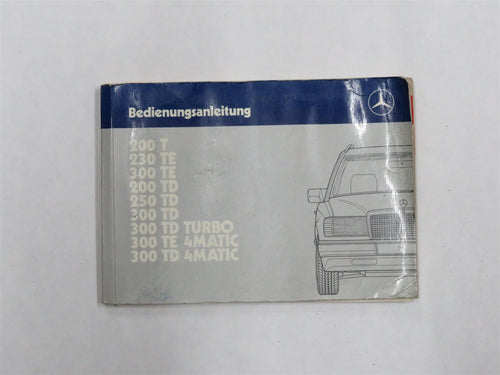 Bedienungsanleitung
200 T
230 TE
300 TE
200 TD
250 TD
300 TD
300 TD TURBO
300 TE 4MATIC
300 TD 4MATIC